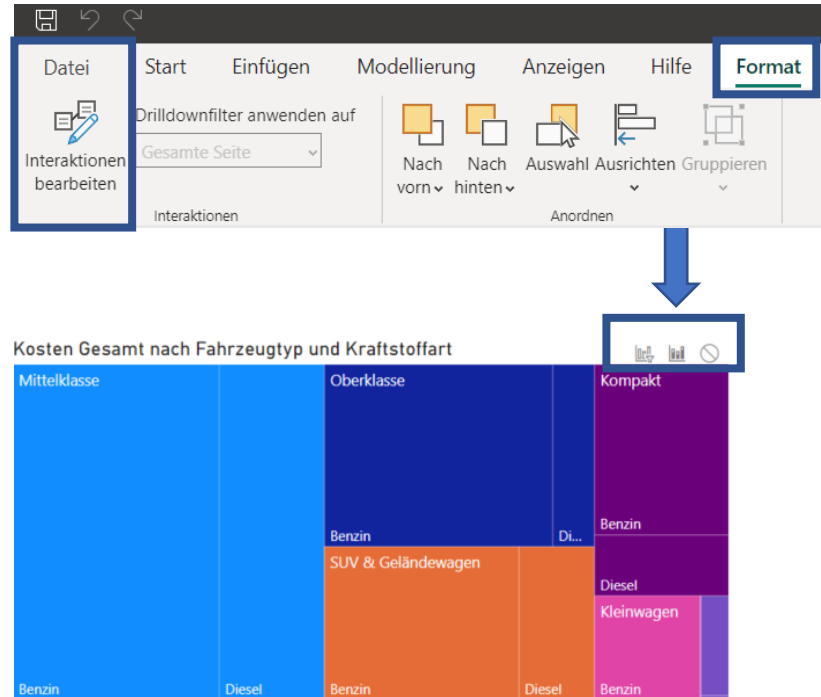 Datei Start Einfügen Modellierung Anzeigen Hilfe Format
Drilldownfilter anwenden auf
Gesamte Seite
Interaktionen
bearbeiten
Interaktionen
Nach
vorn
Nach
hinten
Auswahl
Ausrichten
Gruppieren
Anordnen
Kosten Gesamt nach Fahrzeugtyp und Kraftstoffart
Mittelklasse
Benzin
Diesel
Oberklasse
Benzin
Di...
SUV & Geländewagen
Benzin
Diesel
Kompakt
Benzin
Diesel
Kleinwagen
Benzin